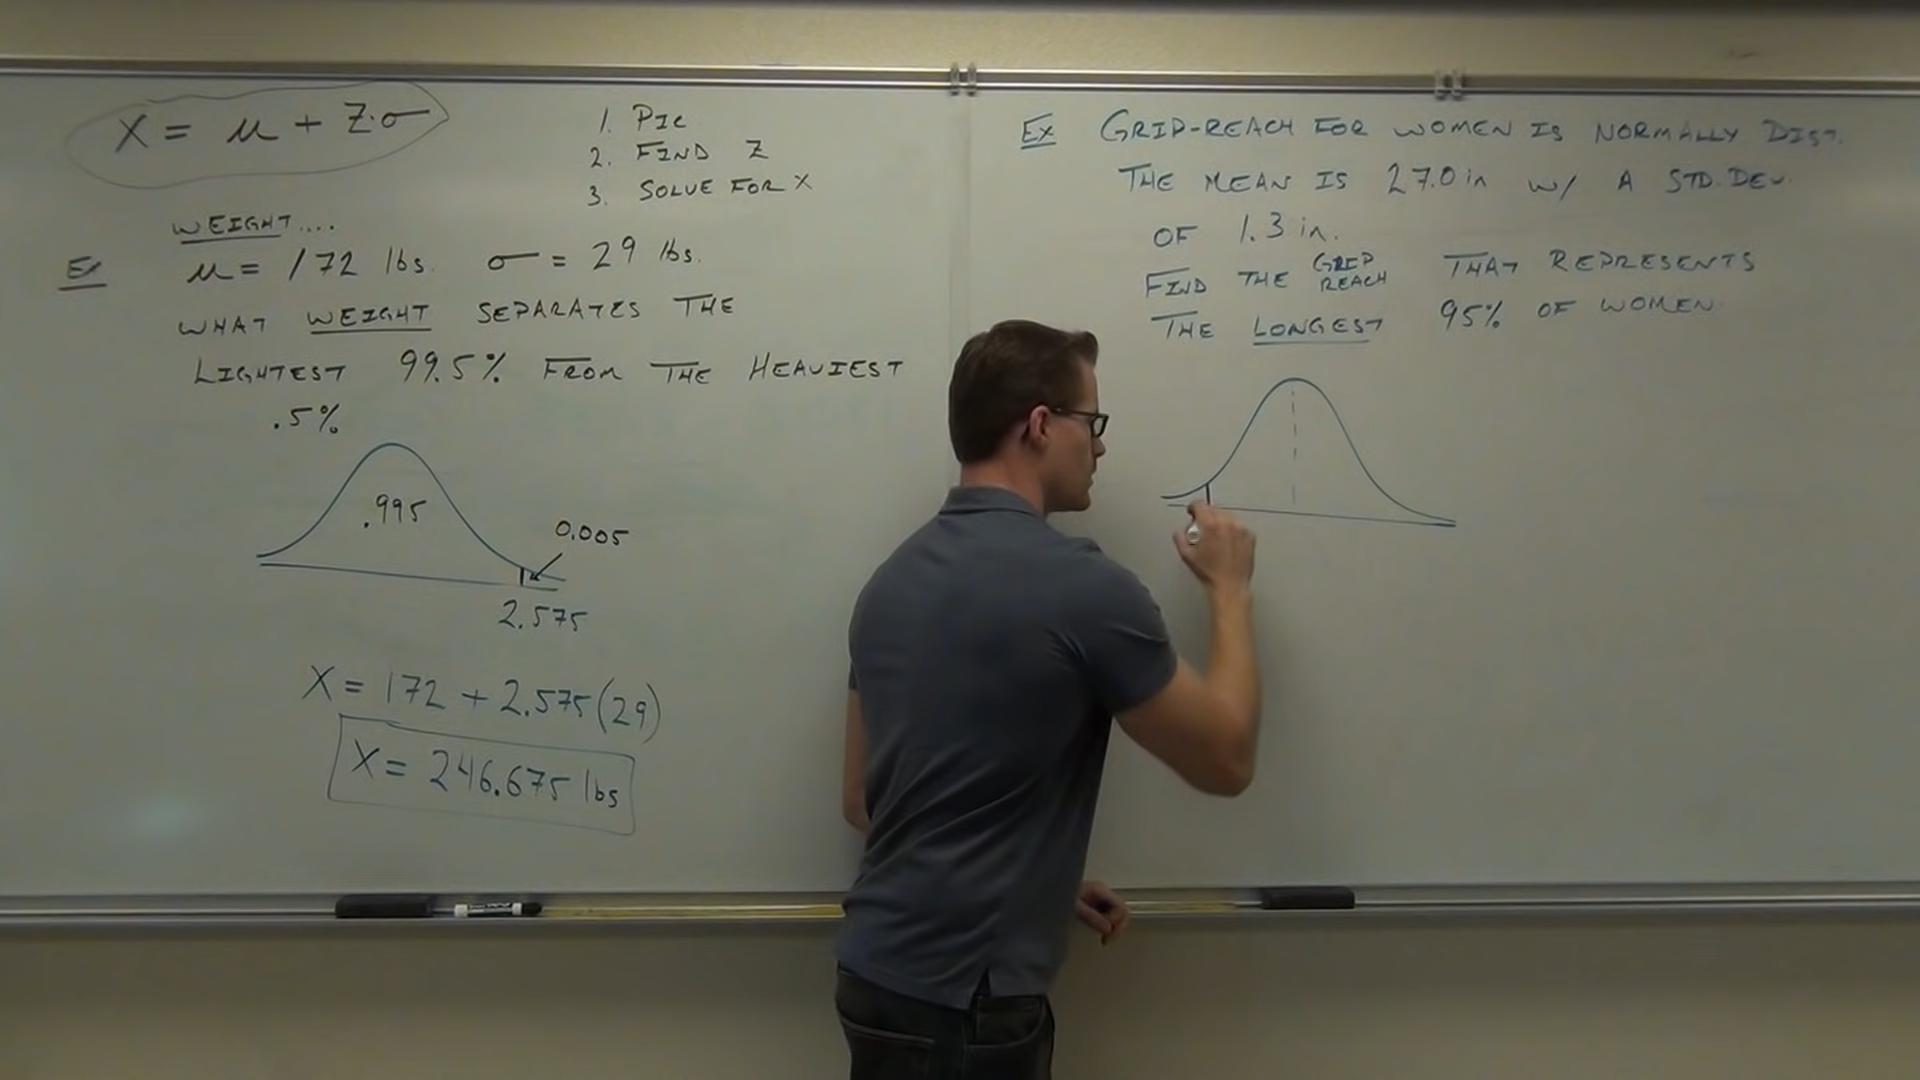 X = μ + Z·σ
1. PIC
2. FIND Z
3. SOLVE FOR X
WEIGHT....
Ex μ = 172 lbs. σ = 29 lbs.
WHAT WEIGHT SEPARATES THE
LIGHTEST 99.5% FROM THE HEAVIEST
.5%
.995
0.005
2.575
X = 172 + 2.575(29)
X = 246.675 lbs
Ex GRIP-REACH FOR WOMEN IS NORMALLY DIST.
THE MEAN IS 27.0 in w/ A STD. DEV.
OF 1.3 in.
FIND THE GRIP REACH THAT REPRESENTS
THE LONGEST 95% OF WOMEN